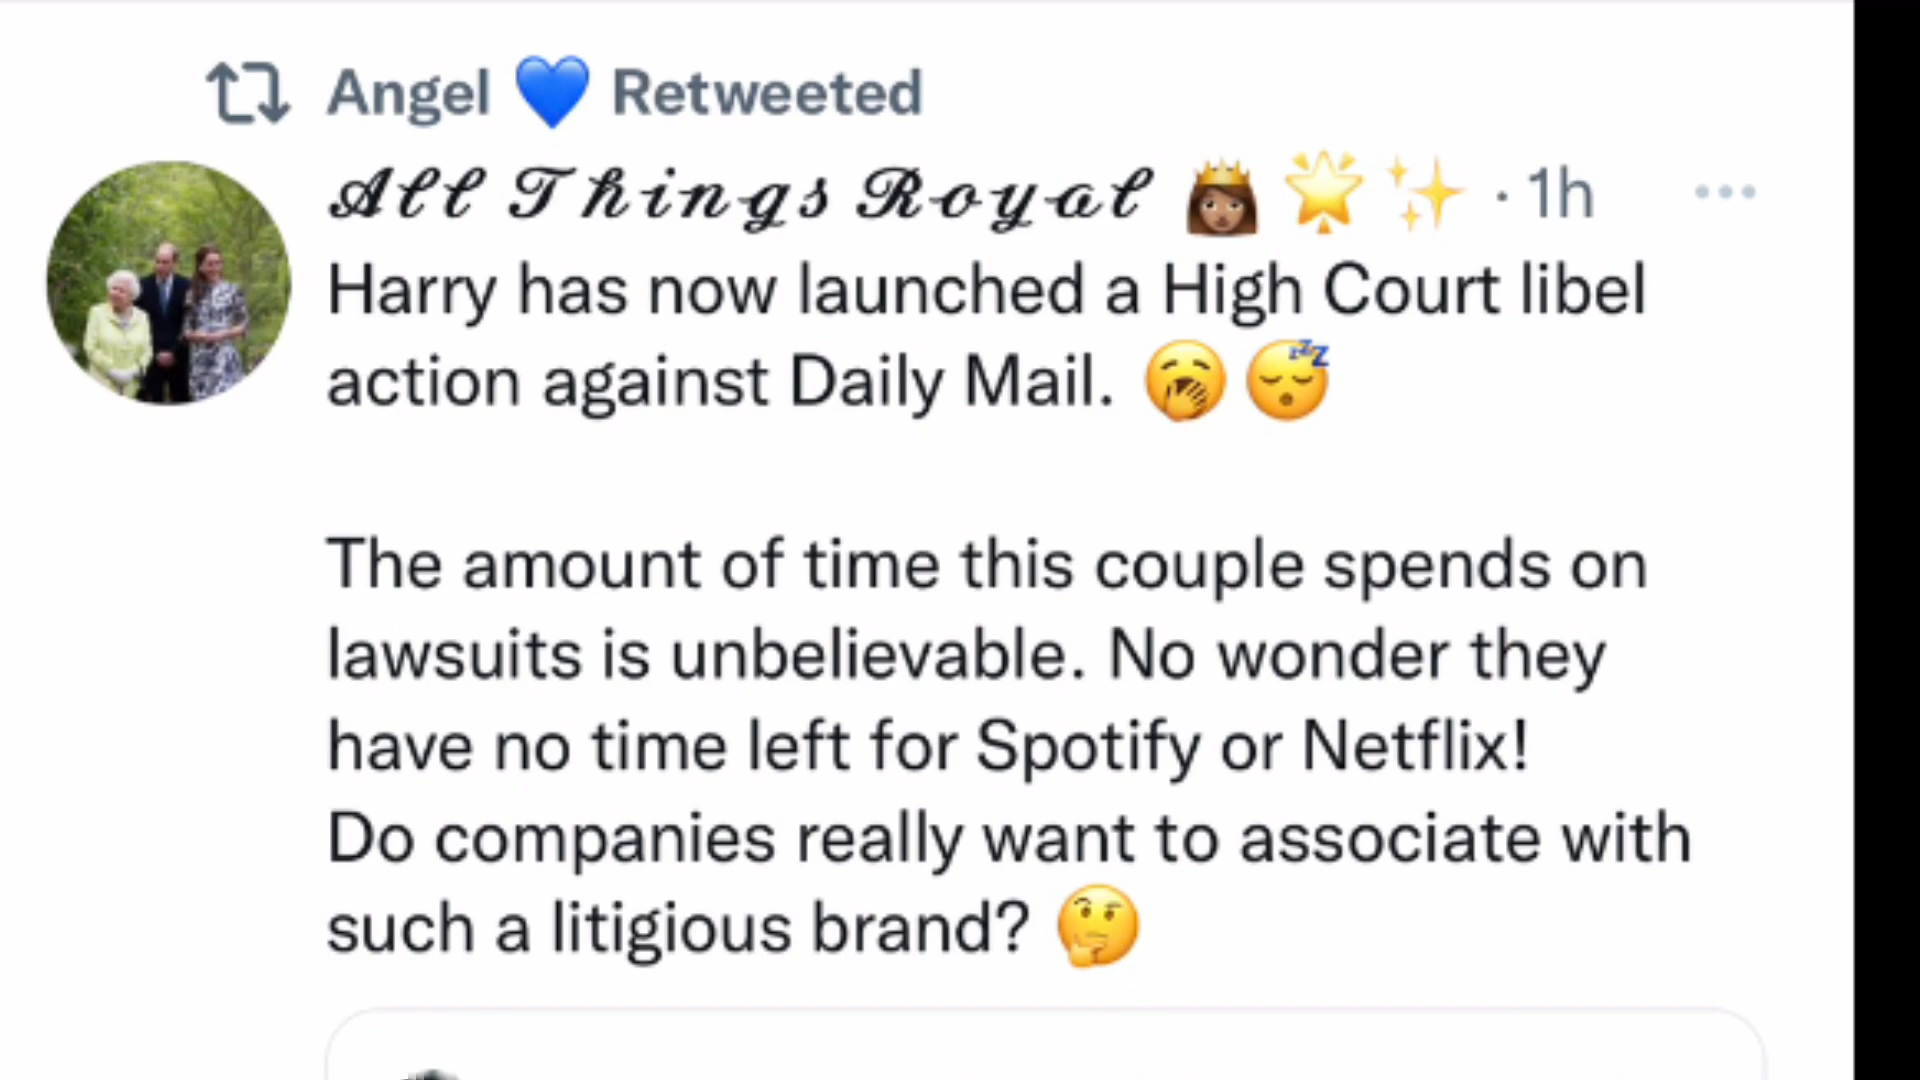 Angel 💙 Retweeted
𝓐𝓵𝓵 𝓣𝓱𝓲𝓷𝓰𝓼 𝓡𝓸𝔂𝓪𝓵 👸🏽 🌟 ✨ · 1h
Harry has now launched a High Court libel
action against Daily Mail. 🥱 😴
The amount of time this couple spends on
lawsuits is unbelievable. No wonder they
have no time left for Spotify or Netflix!
Do companies really want to associate with
such a litigious brand? 🤔